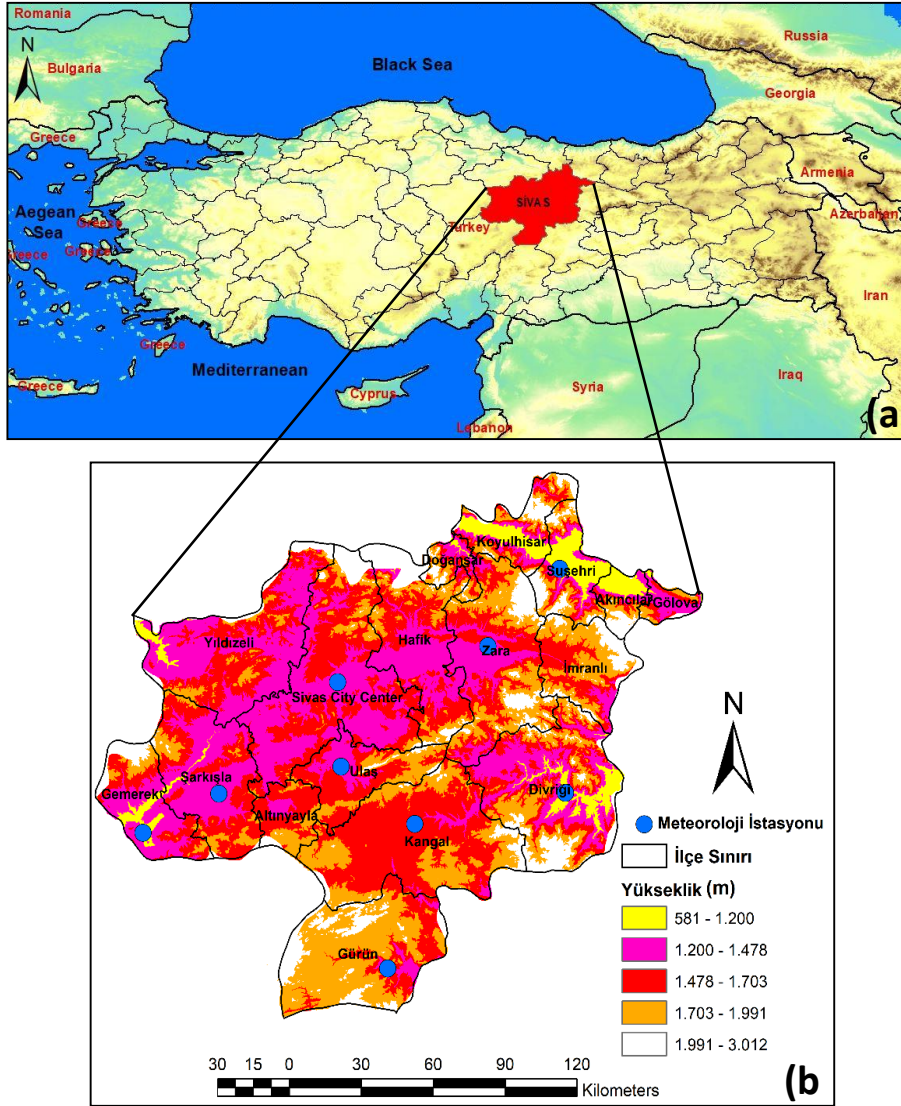 Romania
N
Bulgaria
Black Sea
Russia
Georgia
Greece
Armenia
Azerbaijan
SİVAS
Aegean
Sea
Greece
Turkey
Greece
Greece
Iran
Greece
Mediterranean
Greece
Cyprus
Syria
Iraq
Lebanon
(a
Koyulhisar
Doganşar
Suşehri
Akıncılar
Gölova
Yıldızeli
Hafik
Zara
İmranlı
Sivas City Center
N
Ulaş
Şarkışla
Gemerek
Divriği
Altınyayla
Kangal
Meteoroloji İstasyonu
İlçe Sınırı
Yükseklik (m)
581 - 1.200
1.200 - 1.478
1.478 - 1.703
1.703 - 1.991
1.991 - 3.012
Gürün
30 15 0 30 60 90 120
Kilometers
(b)